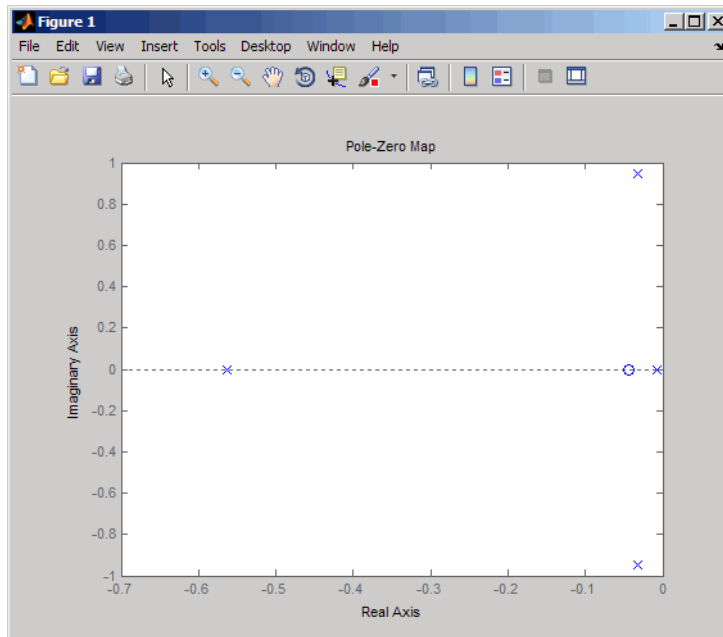 Figure 1
File Edit View Insert Tools Desktop Window Help
Pole-Zero Map
1
0.8
0.6
0.4
0.2
0
-0.2
-0.4
-0.6
-0.8
-1
Imaginary Axis
-0.7 -0.6 -0.5 -0.4 -0.3 -0.2 -0.1 0
Real Axis